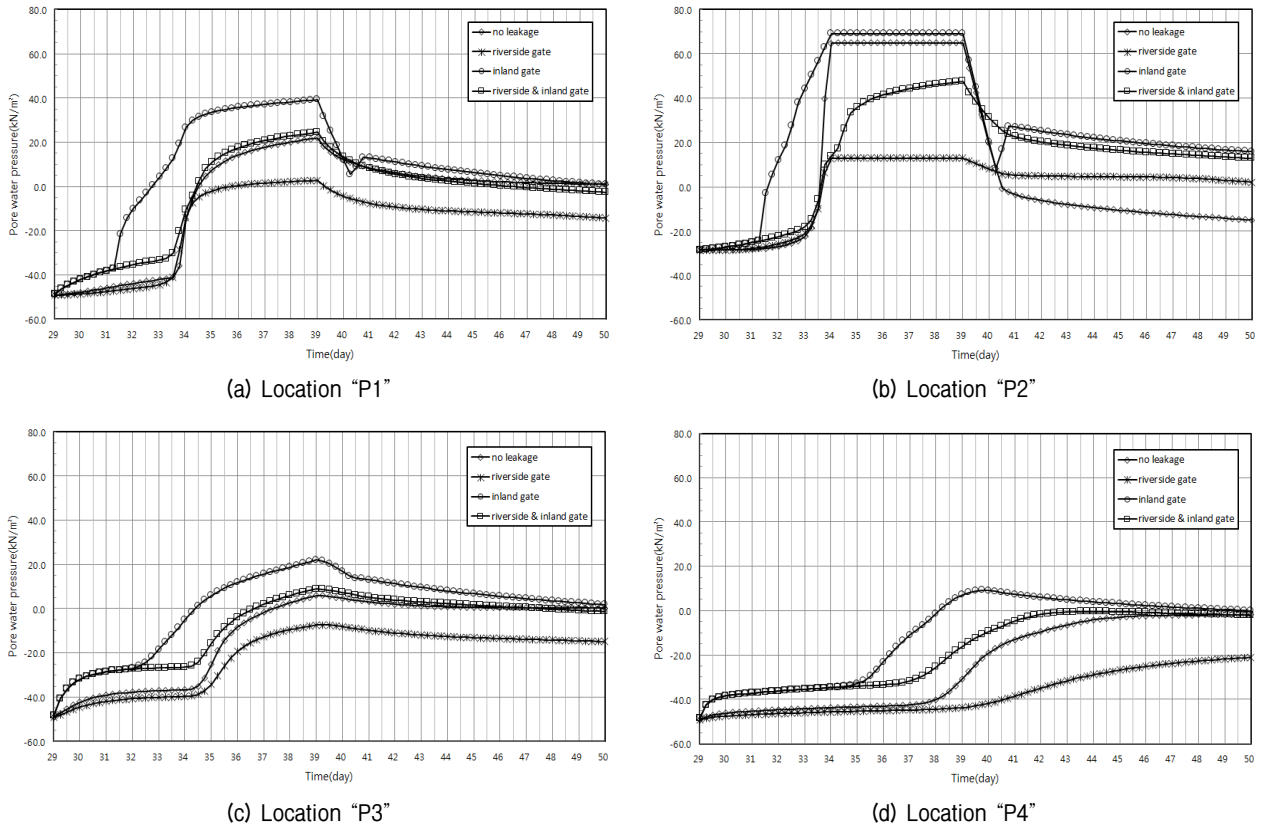 80.0
60.0
40.0
20.0
0.0
-20.0
-40.0
-60.0
Pore water pressure(kN/m²)
no leakage
riverside gate
inland gate
riverside & inland gate
29 30 31 32 33 34 35 36 37 38 39 40 41 42 43 44 45 46 47 48 49 50
Time(day)
(a) Location “P1”
80.0
60.0
40.0
20.0
0.0
-20.0
-40.0
-60.0
Pore water pressure(kN/m²)
no leakage
riverside gate
inland gate
riverside & inland gate
29 30 31 32 33 34 35 36 37 38 39 40 41 42 43 44 45 46 47 48 49 50
Time(day)
(b) Location “P2”
80.0
60.0
40.0
20.0
0.0
-20.0
-40.0
-60.0
Pore water pressure(kN/m²)
no leakage
riverside gate
inland gate
riverside & inland gate
29 30 31 32 33 34 35 36 37 38 39 40 41 42 43 44 45 46 47 48 49 50
Time(day)
(c) Location “P3”
80.0
60.0
40.0
20.0
0.0
-20.0
-40.0
-60.0
Pore water pressure(kN/m²)
no leakage
riverside gate
inland gate
riverside & inland gate
29 30 31 32 33 34 35 36 37 38 39 40 41 42 43 44 45 46 47 48 49 50
Time(day)
(d) Location “P4”